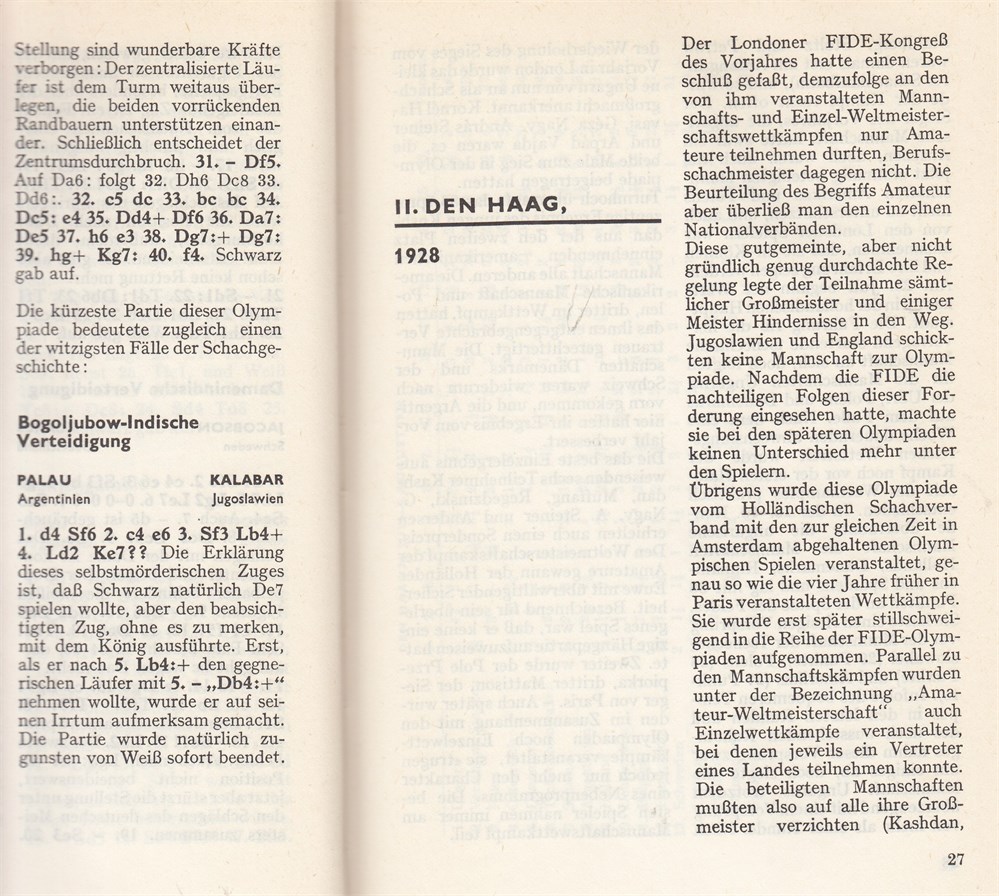 Stellung sind wunderbare Kräfte
verborgen: Der zentralisierte Läu-
fer ist dem Turm weitaus über-
legen, die beiden vorrückenden
Randbauern unterstützen einan-
der. Schließlich entscheidet der
Zentrumsdurchbruch. 31. – Df5.
Auf Da6: folgt 32. Dh6 Dc8 33.
Dd6:. 32. c5 dc 33. bc bc 34.
Dc5: e4 35. Dd4+ Df6 36. Da7:
De5 37. h6 e3 38. Dg7:+ Dg7:
39. hg+ Kg7: 40. f4. Schwarz
gab auf.
Die kürzeste Partie dieser Olym-
piade bedeutete zugleich einen
der witzigsten Fälle der Schachge-
schichte:
Bogoljubow-Indische
Verteidigung
PALAU KALABAR
Argentinien Jugoslawien
1. d4 Sf6 2. c4 e6 3. Sf3 Lb4+
4. Ld2 Ke7?? Die Erklärung
dieses selbstmörderischen Zuges
ist, daß Schwarz natürlich De7
spielen wollte, aber den beabsich-
tigten Zug, ohne es zu merken,
mit dem König ausführte. Erst,
als er nach 5. Lb4:+ den gegne-
rischen Läufer mit 5. – „Db4:+“
nehmen wollte, wurde er auf sei-
nen Irrtum aufmerksam gemacht.
Die Partie wurde natürlich zu-
gunsten von Weiß sofort beendet.
II. DEN HAAG,
1928
Der Londoner FIDE-Kongreß
des Vorjahres hatte einen Be-
schluß gefaßt, demzufolge an den
von ihm veranstalteten Mann-
schafts- und Einzel-Weltmeister-
schaftswettkämpfen nur Ama-
teure teilnehmen durften, Berufs-
schachmeister dagegen nicht. Die
Beurteilung des Begriffs Amateur
aber überließ man den einzelnen
Nationalverbänden.
Diese gutgemeinte, aber nicht
gründlich genug durchdachte Re-
gelung legte der Teilnahme sämt-
licher Großmeister und einiger
Meister Hindernisse in den Weg.
Jugoslawien und England schick-
ten keine Mannschaft zur Olym-
piade. Nachdem die FIDE die
nachteiligen Folgen dieser For-
derung eingesehen hatte, machte
sie bei den späteren Olympiaden
keinen Unterschied mehr unter
den Spielern.
Übrigens wurde diese Olympiade
vom Holländischen Schachver-
band mit den zur gleichen Zeit in
Amsterdam abgehaltenen Olym-
pischen Spielen veranstaltet, ge-
nau so wie die vier Jahre früher in
Paris veranstalteten Wettkämpfe.
Sie wurde erst später stillschwei-
gend in die Reihe der FIDE-Olym-
piaden aufgenommen. Parallel zu
den Mannschaftskämpfen wurden
unter der Bezeichnung „Ama-
teur-Weltmeisterschaft“ auch
Einzelwettkämpfe veranstaltet,
bei denen jeweils ein Vertreter
eines Landes teilnehmen konnte.
Die beteiligten Mannschaften
mußten also auf alle ihre Groß-
meister verzichten (Kashdan,
27